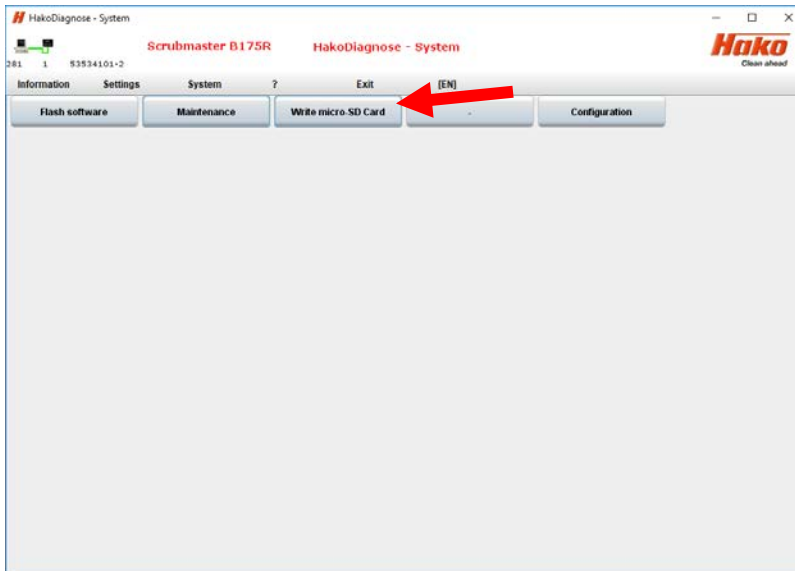 HakoDiagnose - System
Scrubmaster B175R HakoDiagnose - System
Hako
Clean ahead
281 1 53534101-2
Information Settings System ? Exit [EN]
Flash software Maintenance Write micro-SD Card - Configuration